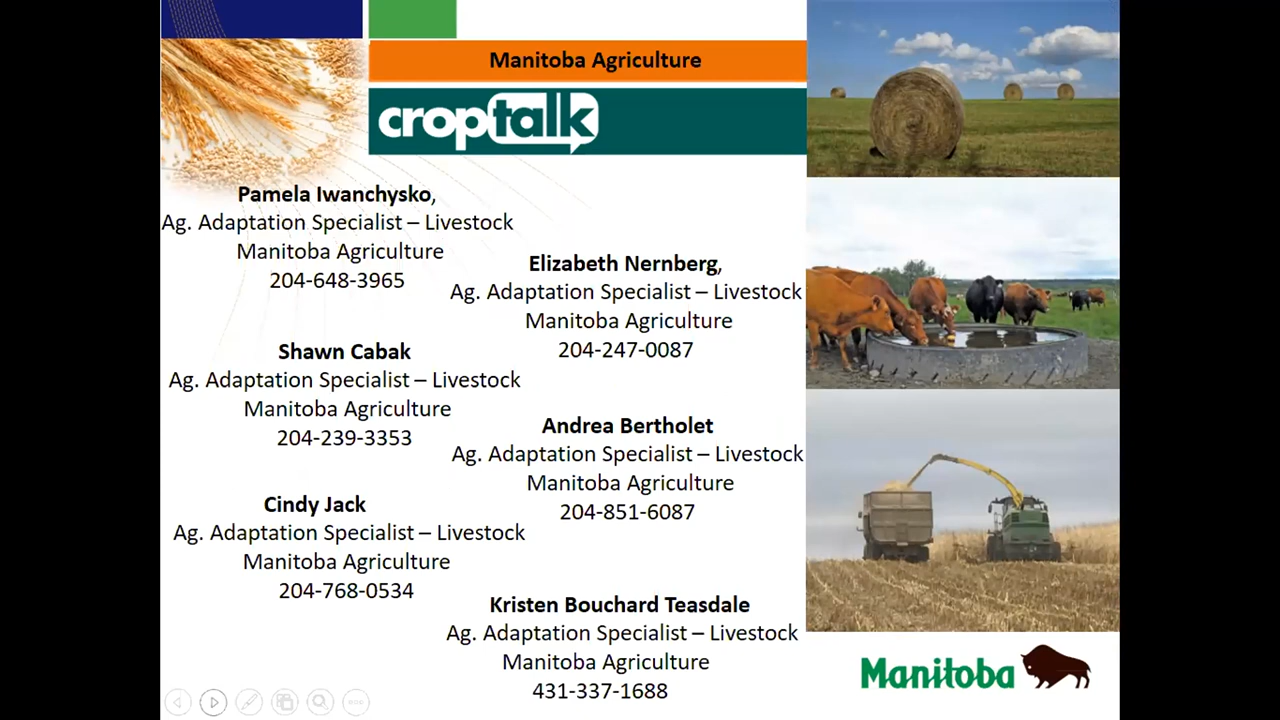 Manitoba Agriculture
croptalk
Pamela Iwanchysko,
Ag. Adaptation Specialist – Livestock
Manitoba Agriculture
204-648-3965
Elizabeth Nernberg,
Ag. Adaptation Specialist – Livestock
Manitoba Agriculture
204-247-0087
Shawn Cabak
Ag. Adaptation Specialist – Livestock
Manitoba Agriculture
204-239-3353
Andrea Bertholet
Ag. Adaptation Specialist – Livestock
Manitoba Agriculture
204-851-6087
Cindy Jack
Ag. Adaptation Specialist – Livestock
Manitoba Agriculture
204-768-0534
Kristen Bouchard Teasdale
Ag. Adaptation Specialist – Livestock
Manitoba Agriculture
431-337-1688
Manitoba